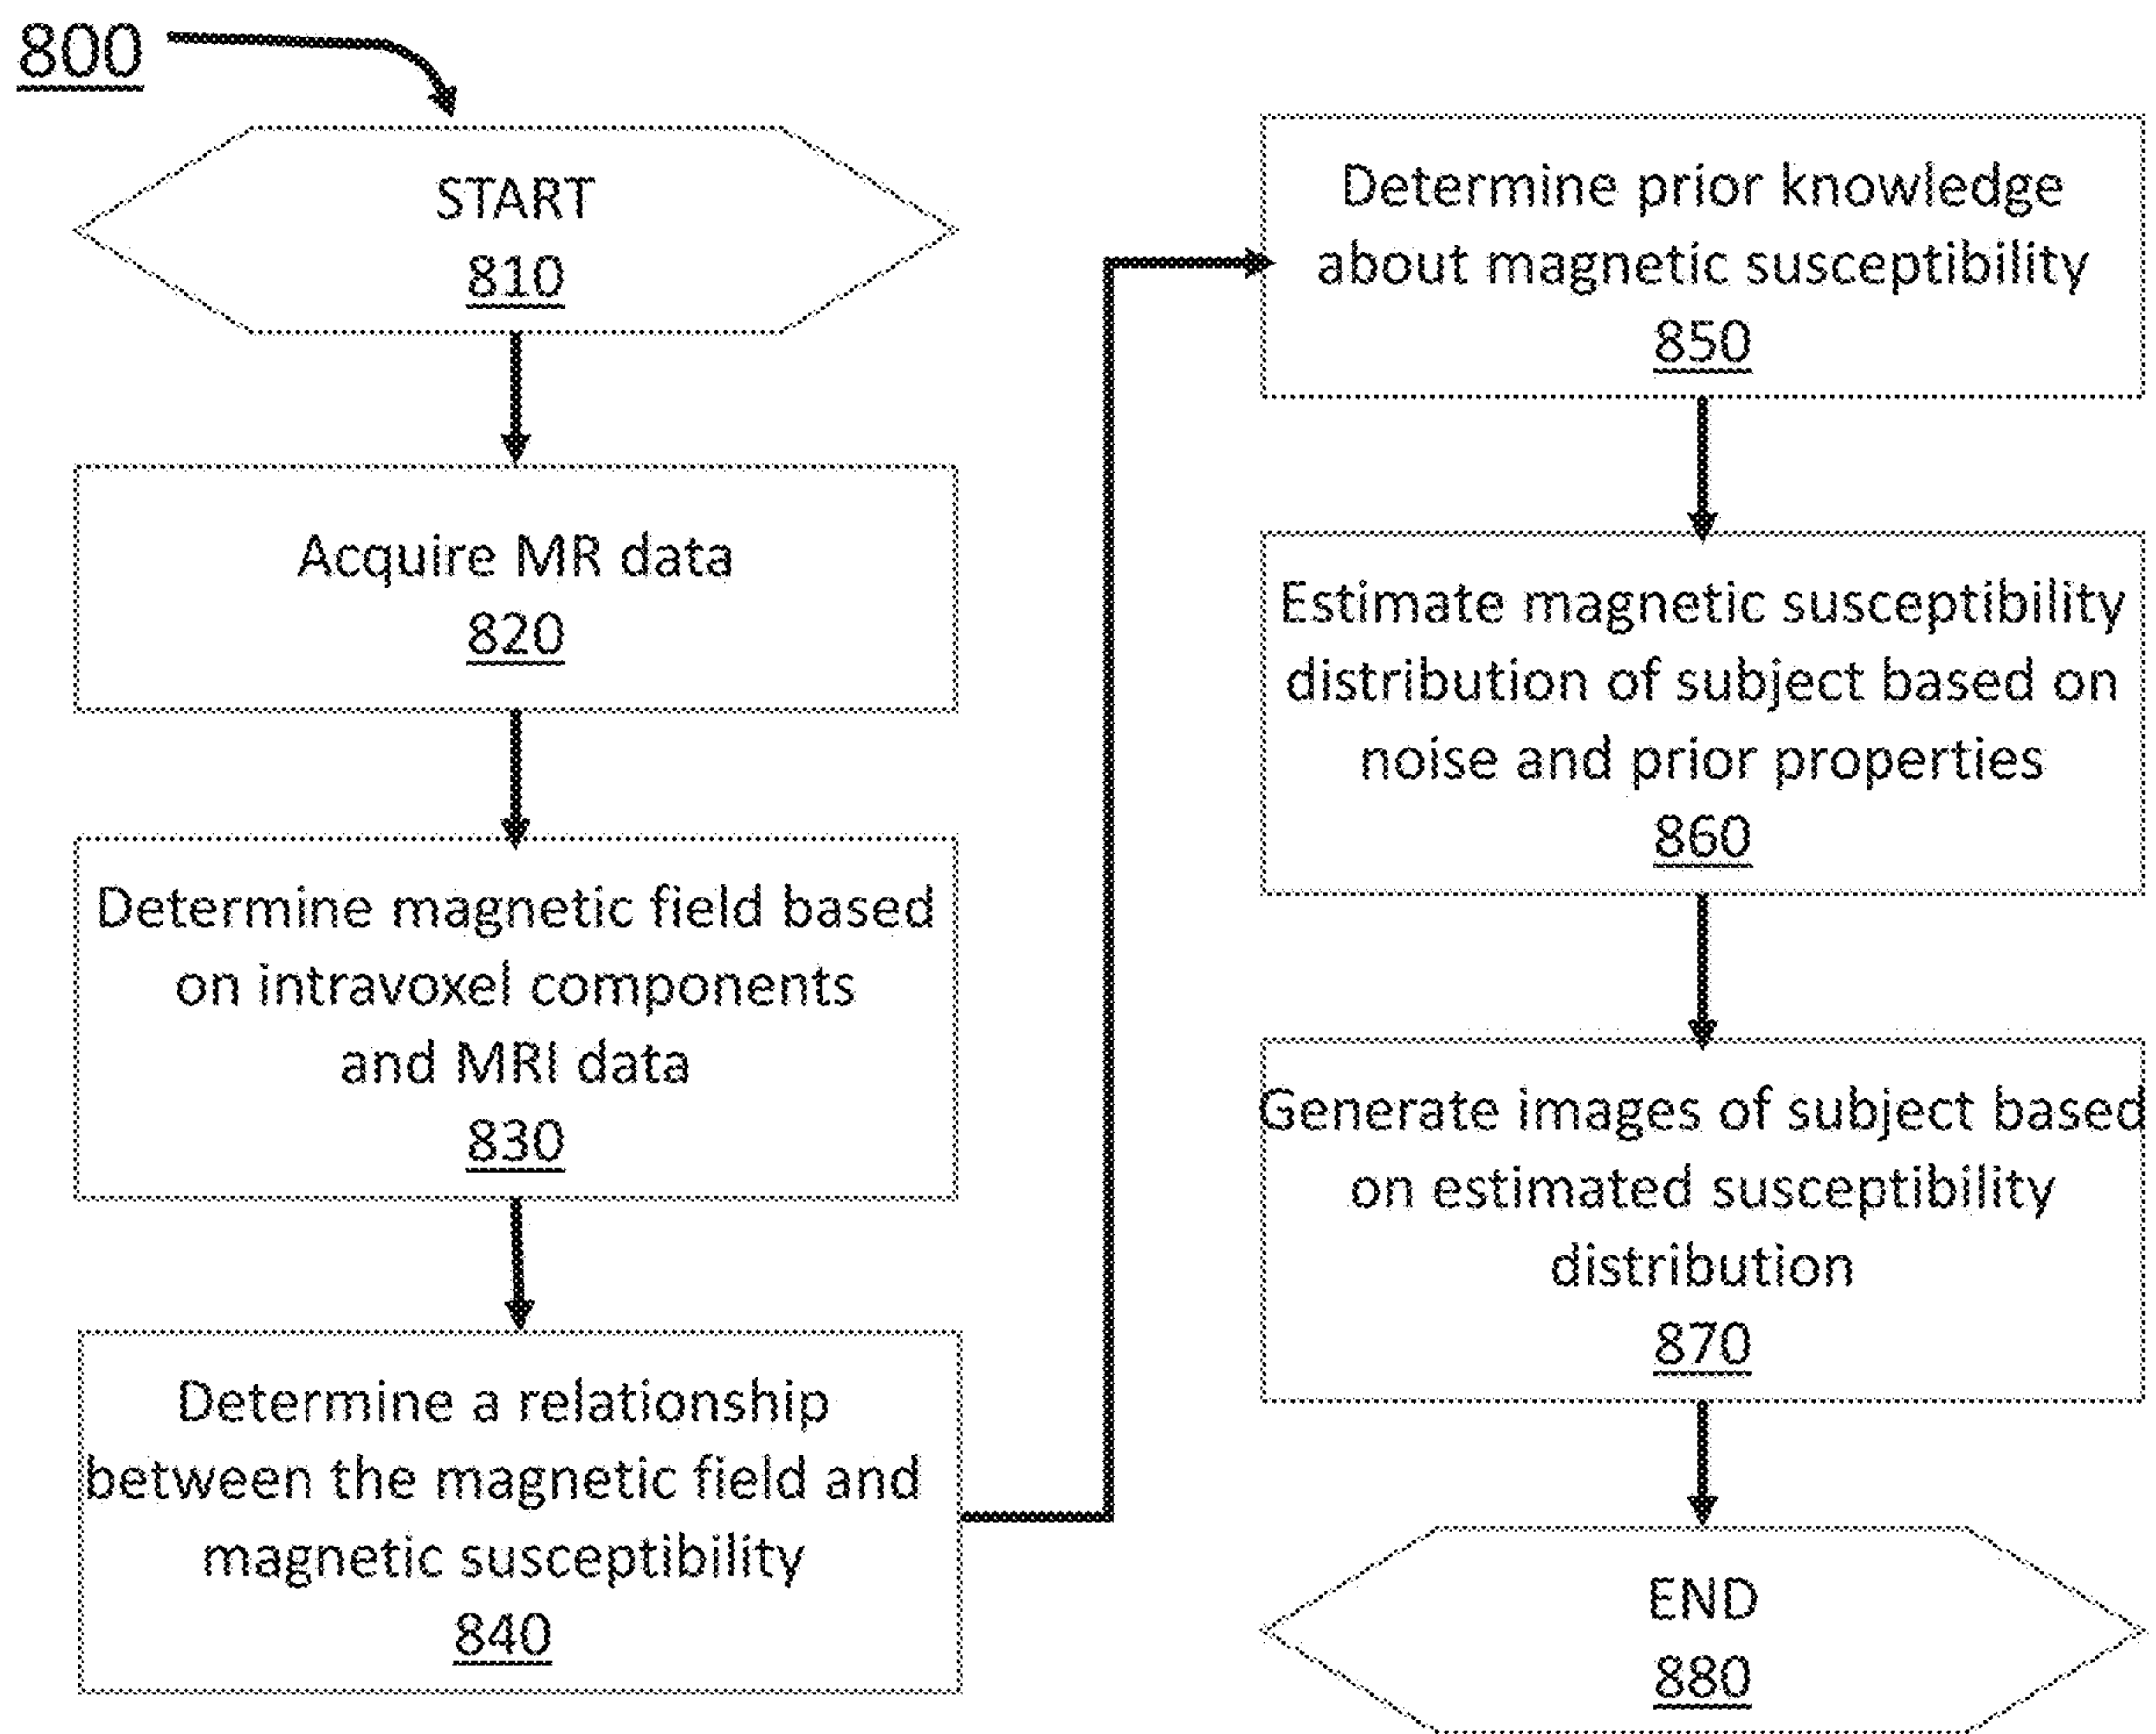 800
START
810
Acquire MR data
820
Determine magnetic field based
on intravoxel components
and MRI data
830
Determine a relationship
between the magnetic field and
magnetic susceptibility
840
Determine prior knowledge
about magnetic susceptibility
850
Estimate magnetic susceptibility
distribution of subject based on
noise and prior properties
860
Generate images of subject based
on estimated susceptibility
distribution
870
END
880